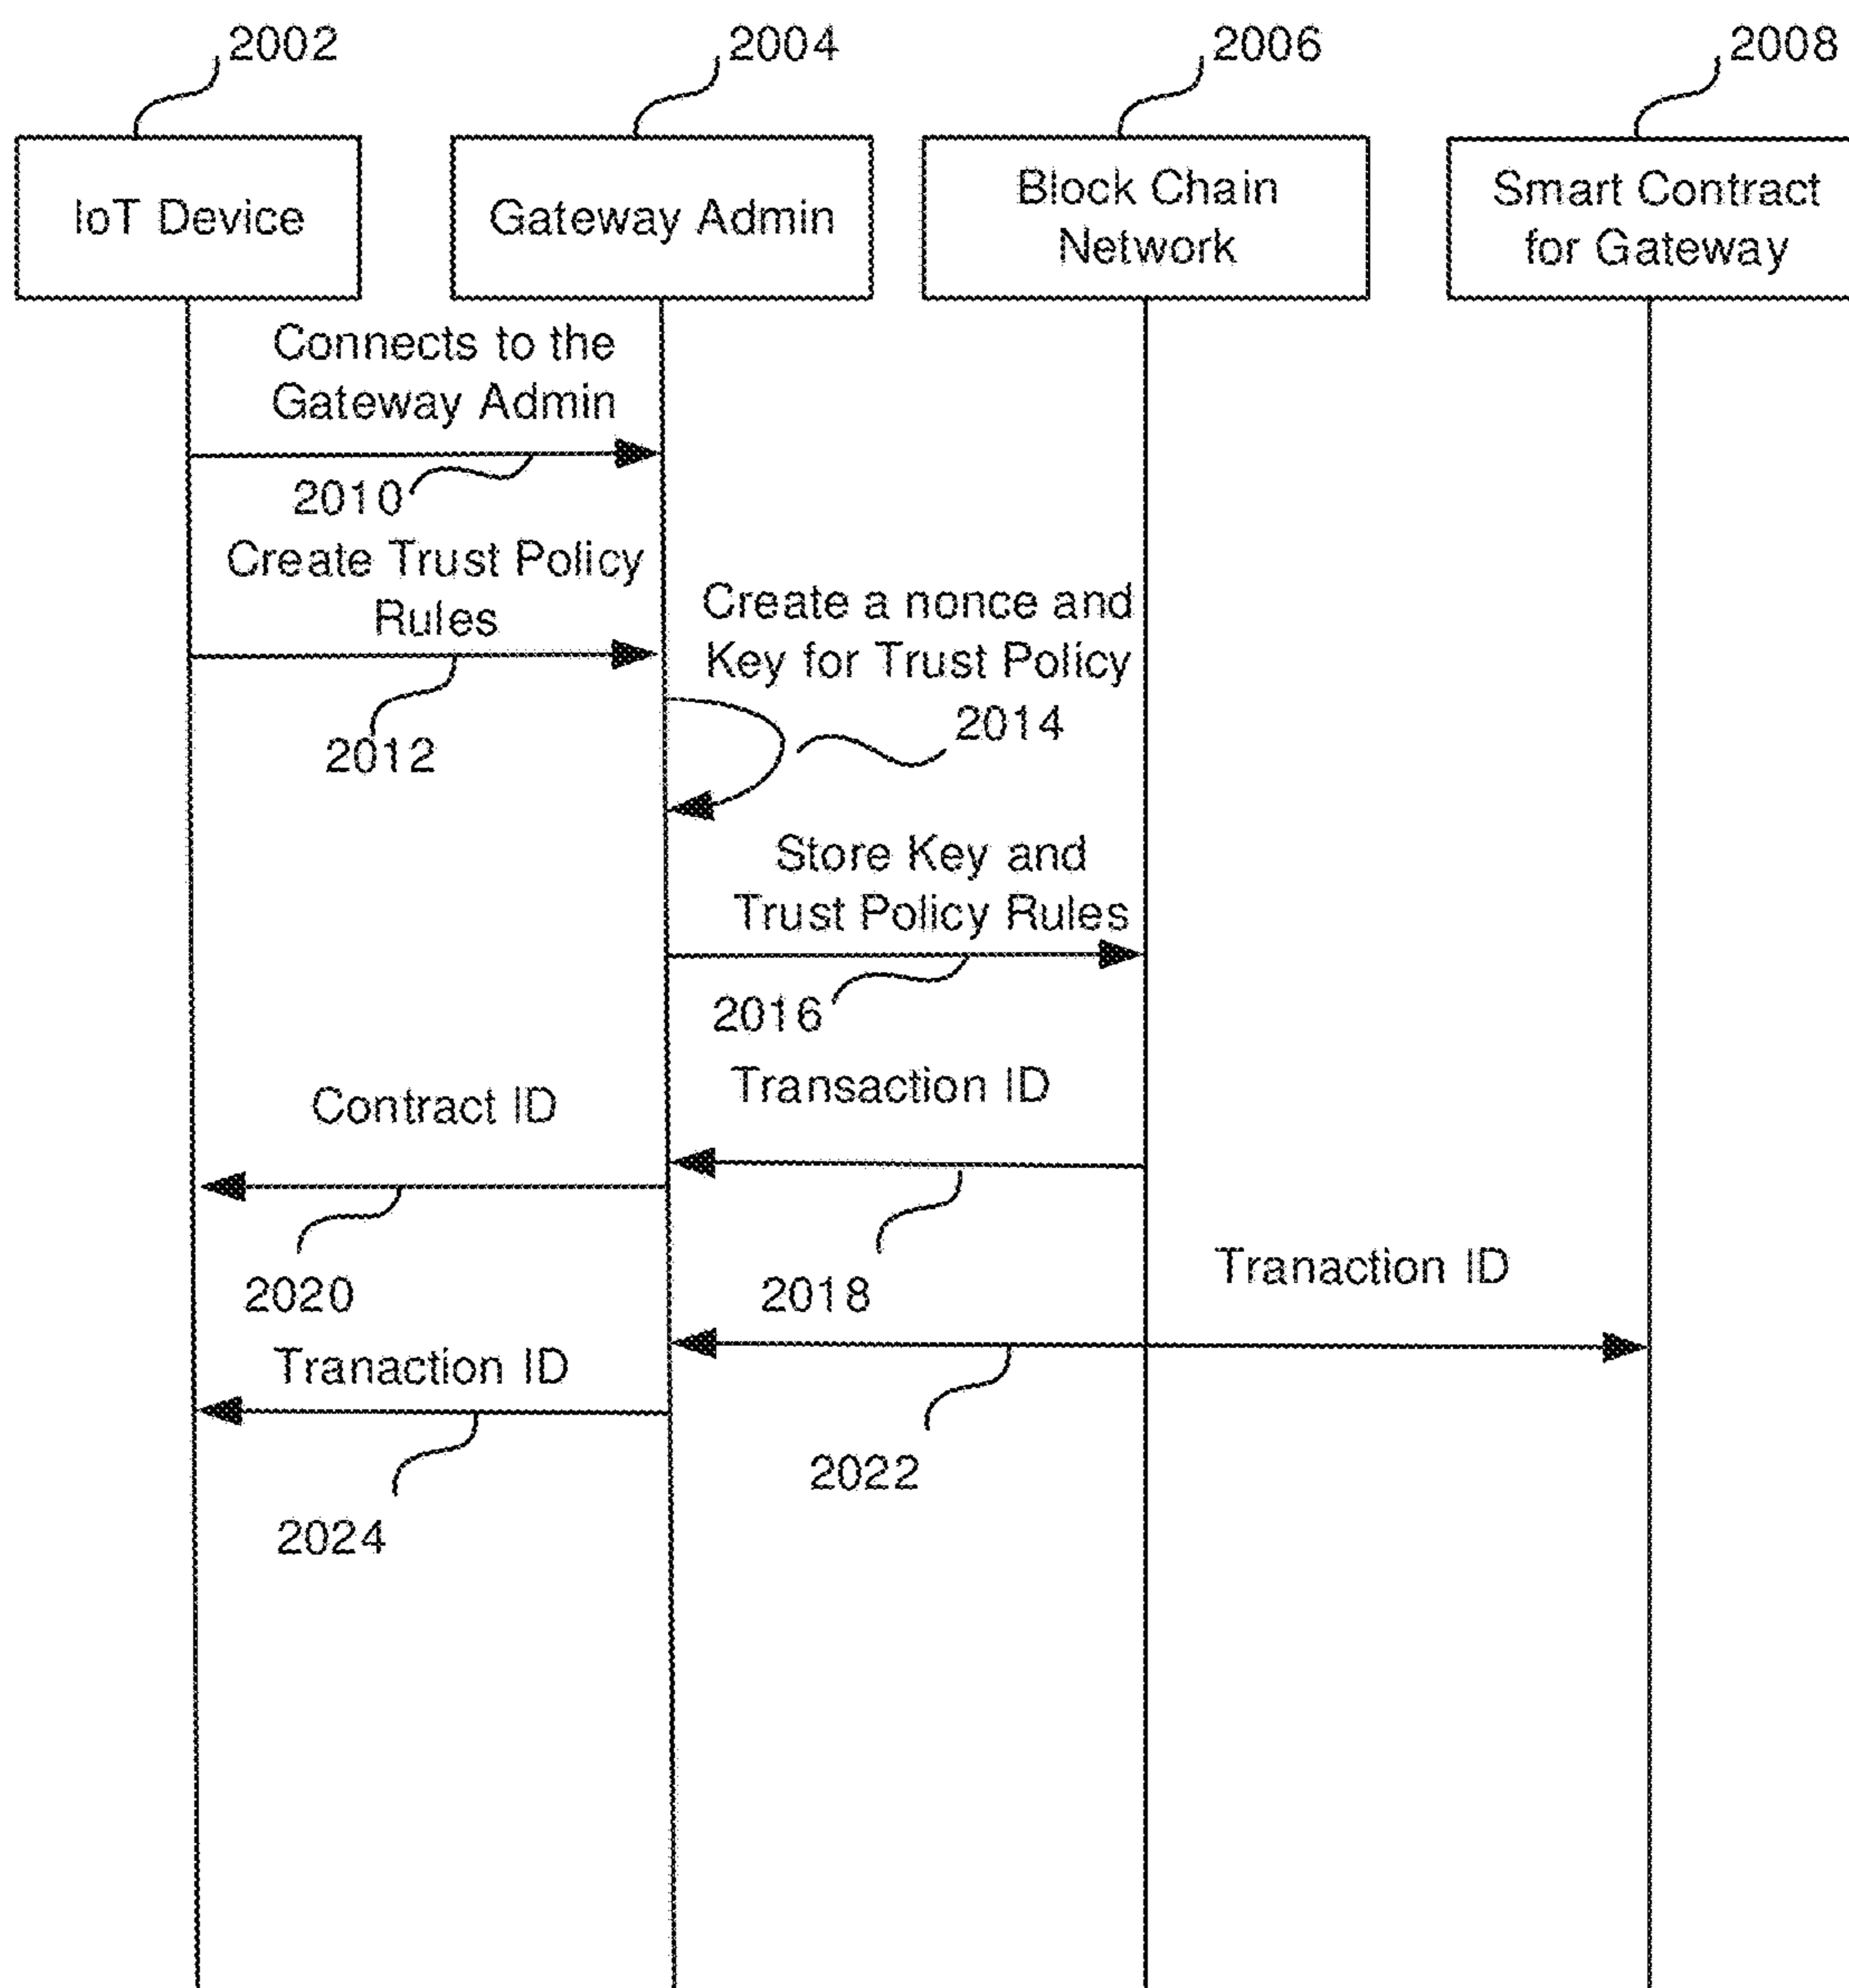 2002
2004
2006
2008
IoT Device
Gateway Admin
Block Chain
Network
Smart Contract
for Gateway
Connects to the
Gateway Admin
2010
Create Trust Policy
Rules
2012
Create a nonce and
Key for Trust Policy
2014
Store Key and
Trust Policy Rules
2016
Transaction ID
2018
Contract ID
2020
Tranaction ID
2022
Tranaction ID
2024